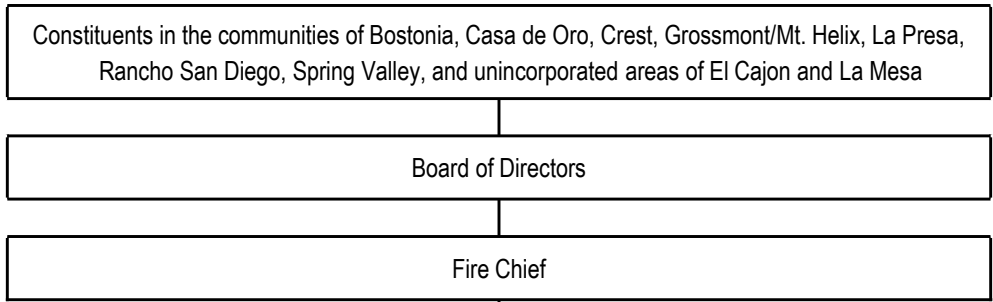 Constituents in the communities of Bostonia, Casa de Oro, Crest, Grossmont/Mt. Helix, La Presa,
Rancho San Diego, Spring Valley, and unincorporated areas of El Cajon and La Mesa
Board of Directors
Fire Chief